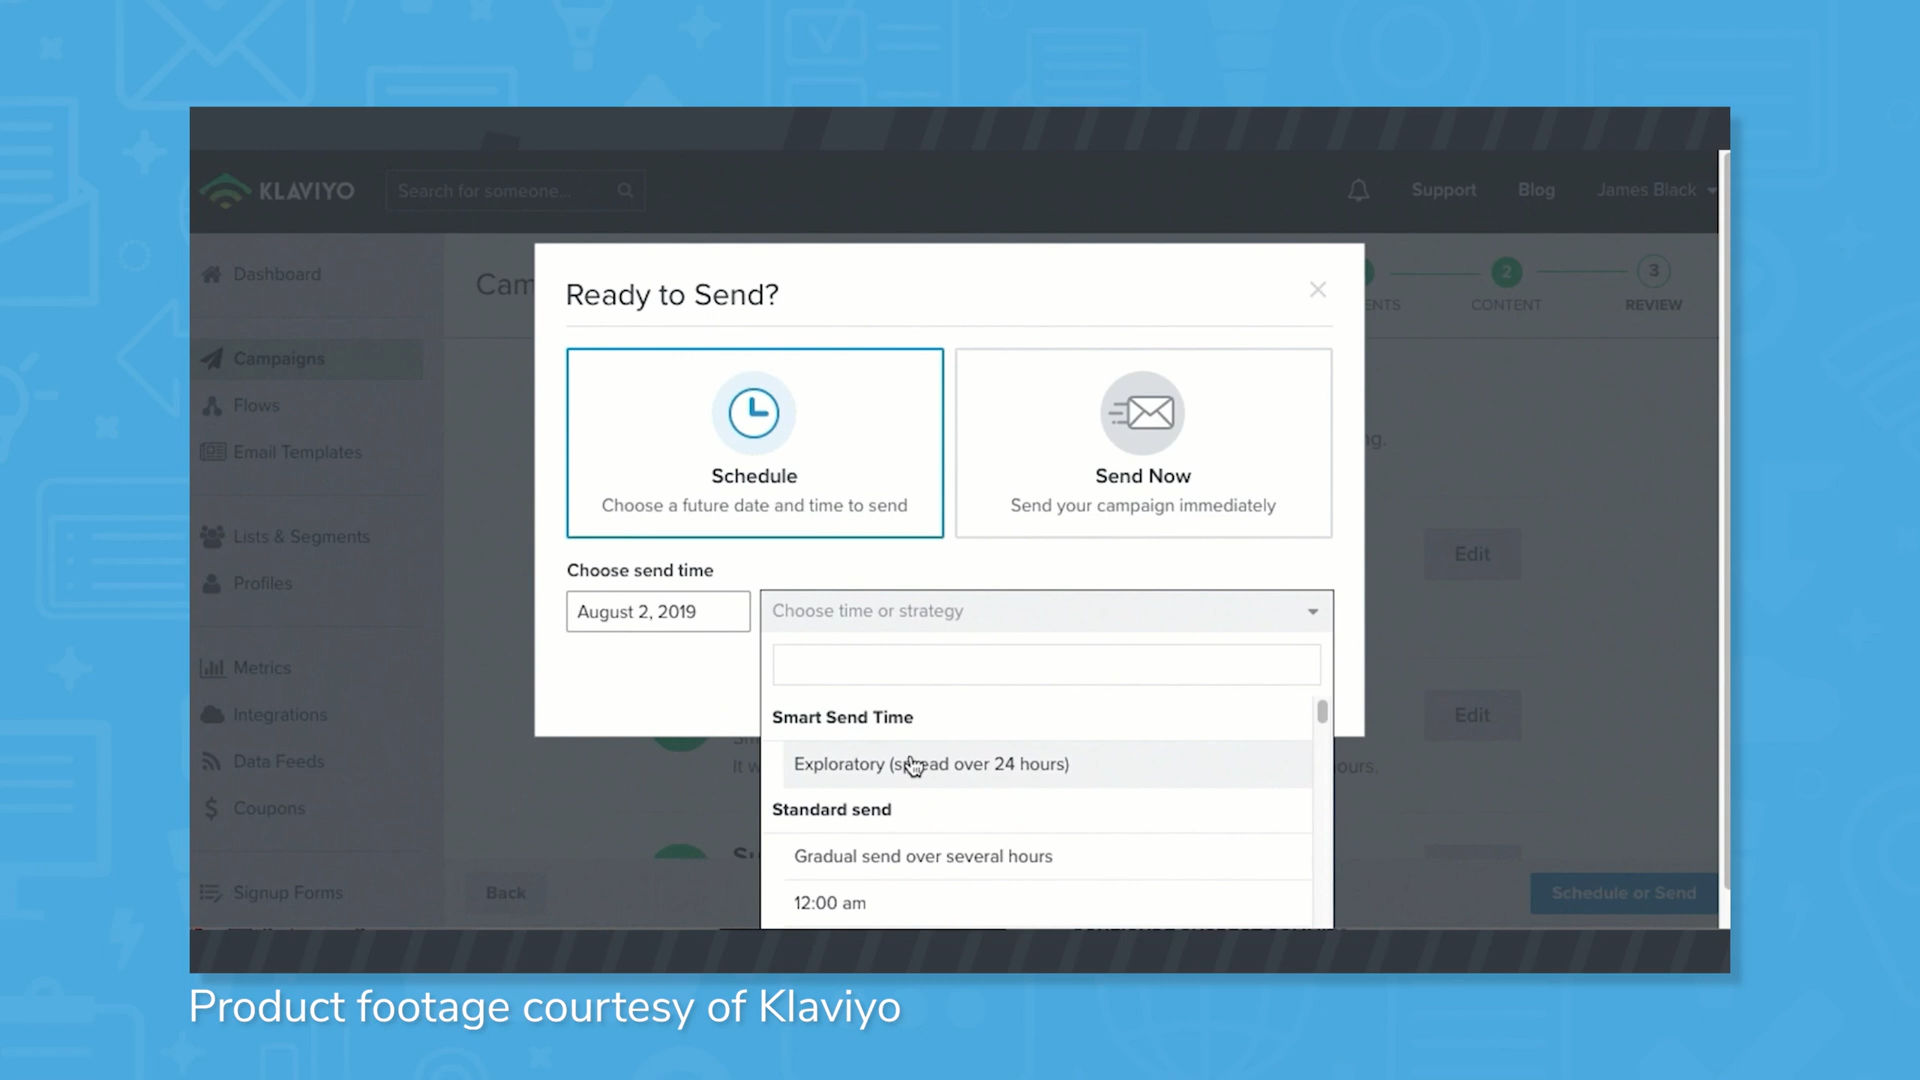 KLAVIYO
Search for someone...
Support
Blog
James Black
Dashboard
Campaigns
Flows
Email Templates
Lists & Segments
Profiles
Metrics
Integrations
Data Feeds
Coupons
Signup Forms
Cam
2
3
ENTS
CONTENT
REVIEW
Ready to Send?
Schedule
Choose a future date and time to send
Send Now
Send your campaign immediately
Choose send time
August 2, 2019
Choose time or strategy
Smart Send Time
Exploratory (spread over 24 hours)
Standard send
Gradual send over several hours
12:00 am
ng.
Edit
Edit
It w
ours.
Back
Schedule or Send
Product footage courtesy of Klaviyo